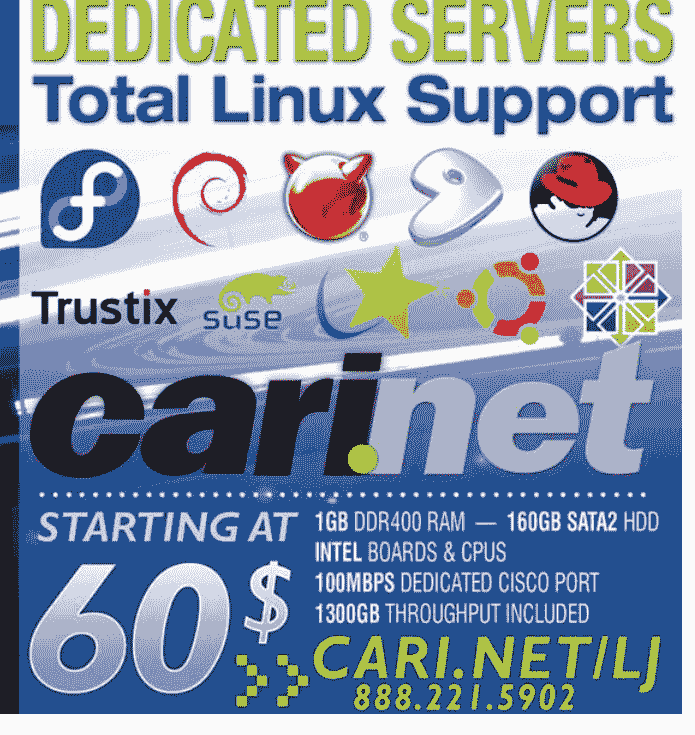 DEDICATED SERVERS
Total Linux Support
f
®
Trustix
suse
cari.net
STARTING AT
60$
1GB DDR400 RAM — 160GB SATA2 HDD
INTEL BOARDS & CPUS
100MBPS DEDICATED CISCO PORT
1300GB THROUGHPUT INCLUDED
CARI.NET/LJ
888.221.5902